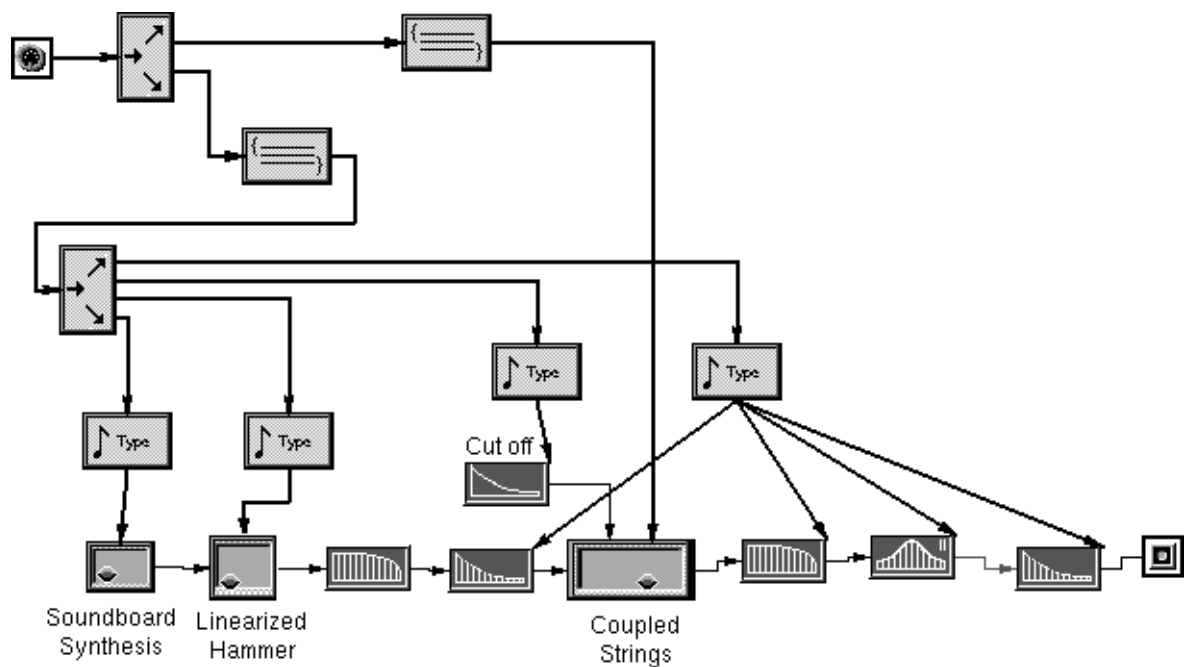 Type
Type
Type
Type
Cut off
Soundboard
Synthesis
Linearized
Hammer
Coupled
Strings